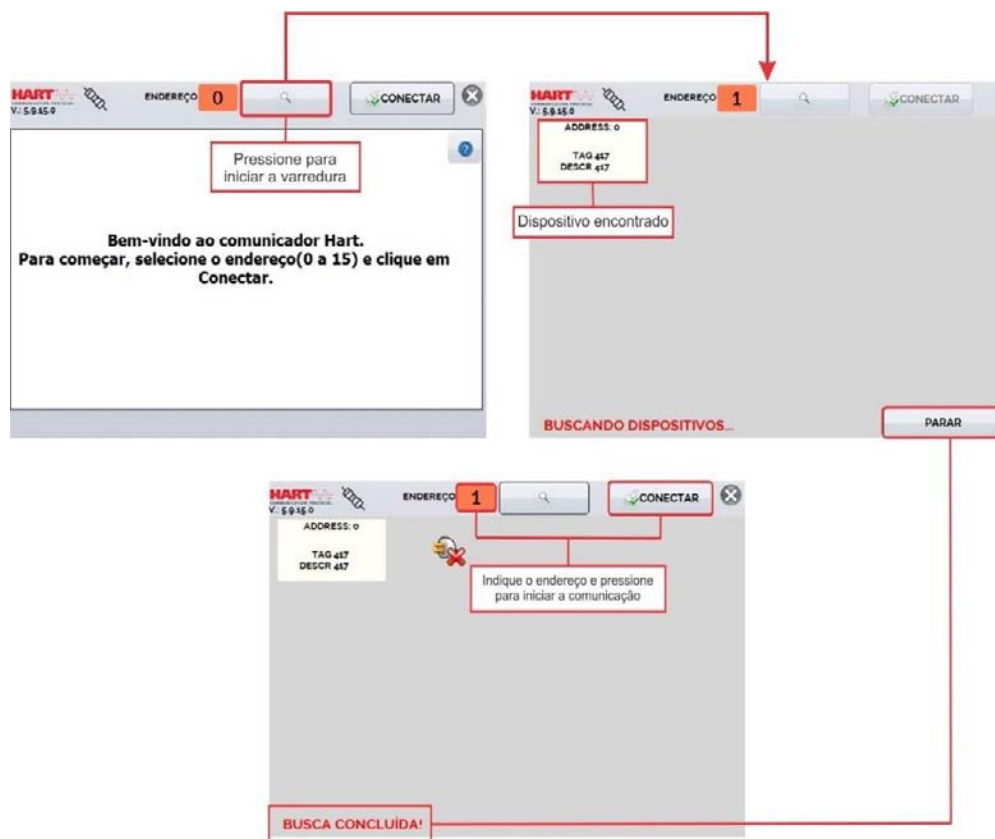 HART
V.: 5.9.15.0
ENDEREÇO 0
CONECTAR
Pressione para
iniciar a varredura
Bem-vindo ao comunicador Hart.
Para começar, selecione o endereço(0 a 15) e clique em
Conectar.
HART
V.: 5.9.15.0
ENDEREÇO 1
CONECTAR
ADDRESS: 0
TAG 417
DESCR 417
Dispositivo encontrado
BUSCANDO DISPOSITIVOS...
PARAR
HART
V.: 5.9.15.0
ENDEREÇO 1
CONECTAR
ADDRESS: 0
TAG 417
DESCR 417
Indique o endereço e pressione
para iniciar a comunicação
BUSCA CONCLUÍDA!